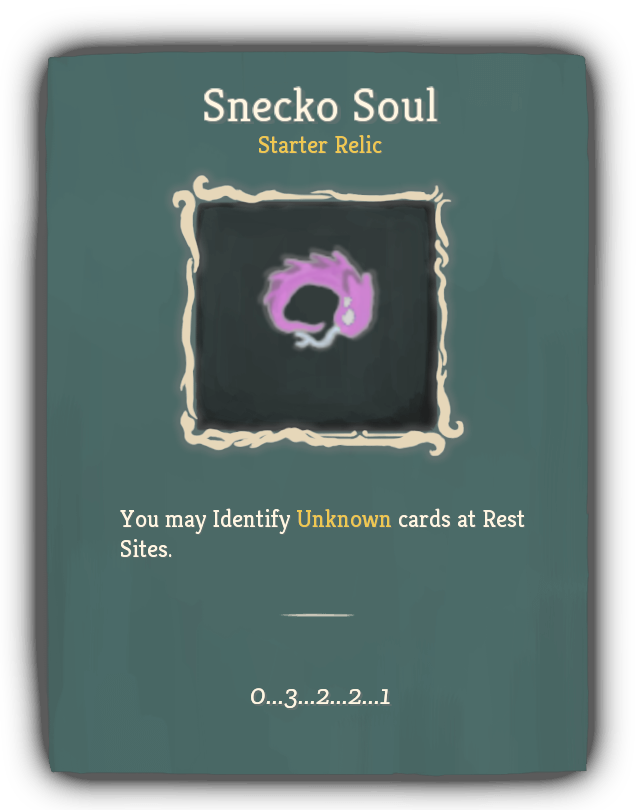 Snecko Soul
Starter Relic
You may Identify Unknown cards at Rest
Sites.
0...3...2...2...1